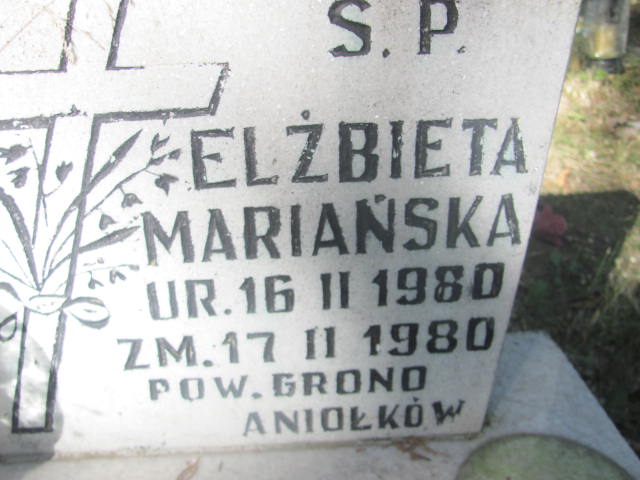 Ś.P.
ELŻBIETA
MARIAŃSKA
UR. 16 II 1980
ZM. 17 II 1980
POW. GRONO
ANIOŁKÓW